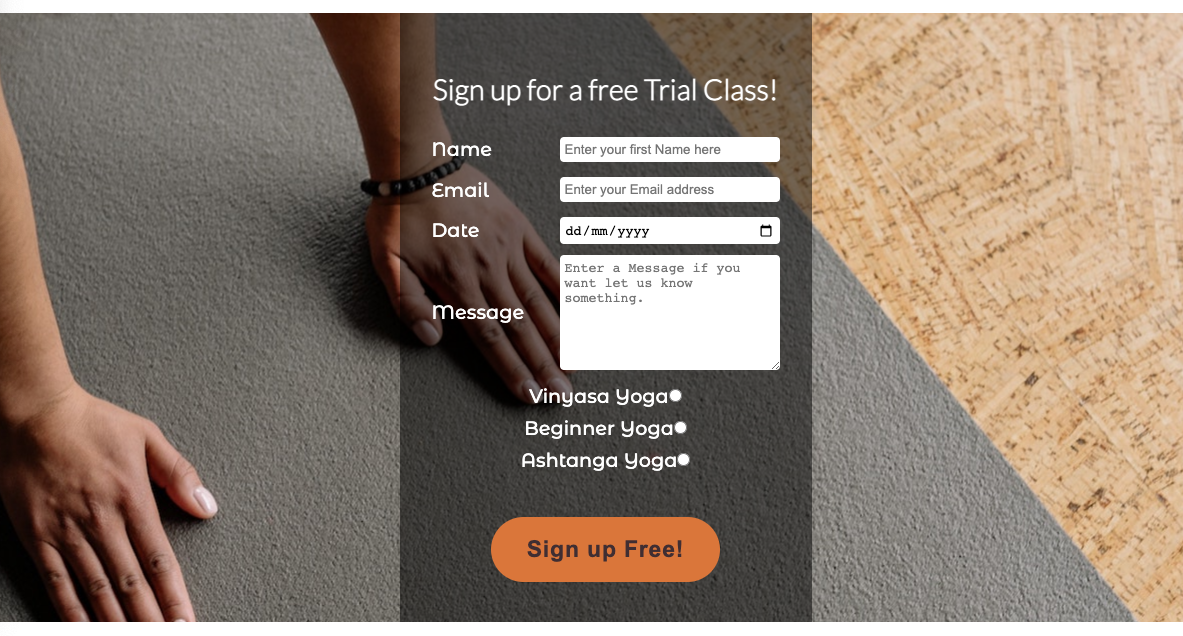 Sign up for a free Trial Class!
Name Enter your first Name here
Email Enter your Email address
Date dd/mm/yyyy
Enter a Message if you
want let us know
something.
Message
Vinyasa Yoga
Beginner Yoga
Ashtanga Yoga
Sign up Free!